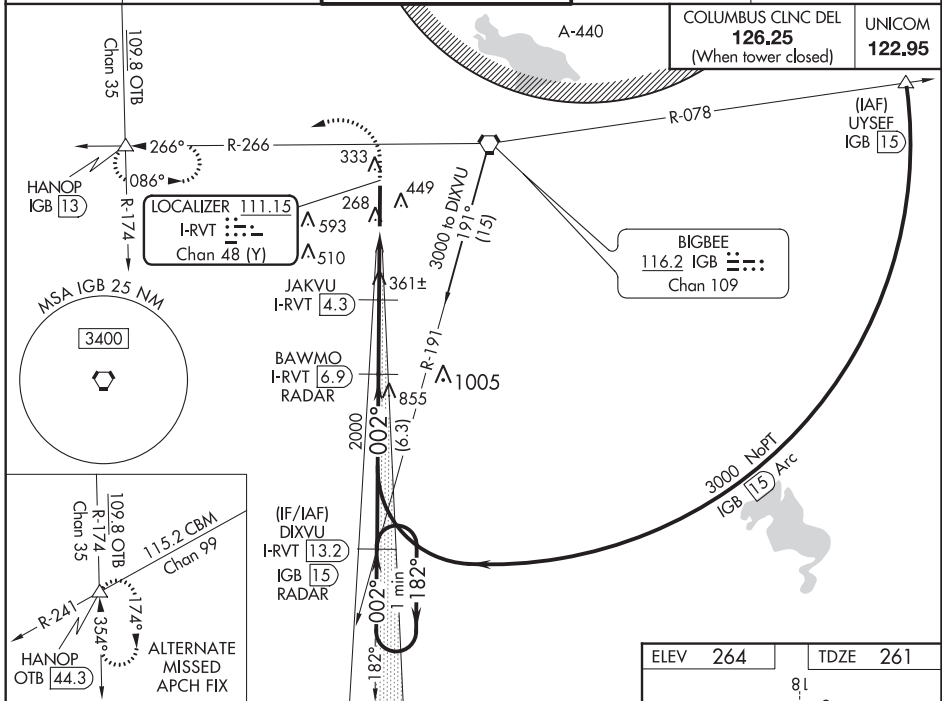 COLUMBUS CLNC DEL
126.25
(When tower closed)
UNICOM
122.95
A-440
109.8 OTB
Chan 35
R-078
(IAF)
UYSEF
IGB 15
266°
R-266
086°
HANOP
IGB 13
R-174
333
449
268
593
510
LOCALIZER 111.15
I-RVT
Chan 48 (Y)
3000 to DIXVU
191°
(15)
BIGBEE
116.2 IGB
Chan 109
361±
JAKVU
I-RVT 4.3
MSA IGB 25 NM
3400
R-191
BAWMO
I-RVT 6.9
RADAR
1005
855
2000
002°
(6.3)
3000 NoPT
IGB 15 Arc
(IF/IAF)
DIXVU
I-RVT 13.2
IGB 15
RADAR
002°
1 min
182°
182°
109.8 OTB
R-174
Chan 35
115.2 CBM
Chan 99
R-241
174°
354°
HANOP
OTB 44.3
ALTERNATE
MISSED
APCH FIX
ELEV 264
TDZE 261
18